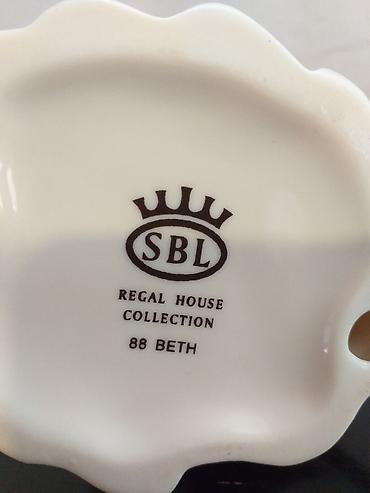 SBL
REGAL HOUSE
COLLECTION
88 BETH